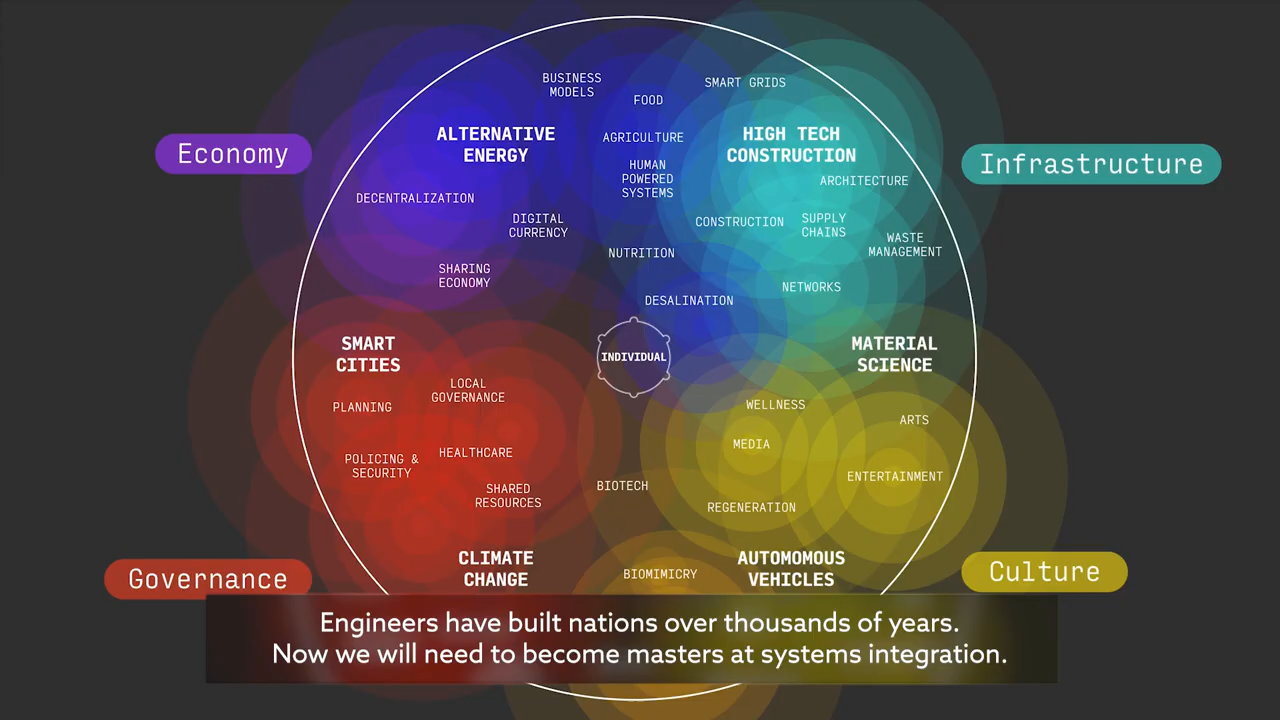 BUSINESS
MODELS
SMART GRIDS
FOOD
ALTERNATIVE
ENERGY
AGRICULTURE
HIGH TECH
CONSTRUCTION
Economy
Infrastructure
HUMAN
POWERED
SYSTEMS
ARCHITECTURE
DECENTRALIZATION
DIGITAL
CURRENCY
CONSTRUCTION
SUPPLY
CHAINS
WASTE
MANAGEMENT
NUTRITION
SHARING
ECONOMY
NETWORKS
DESALINATION
SMART
CITIES
INDIVIDUAL
MATERIAL
SCIENCE
LOCAL
GOVERNANCE
PLANNING
WELLNESS
ARTS
MEDIA
HEALTHCARE
POLICING &
SECURITY
ENTERTAINMENT
BIOTECH
SHARED
RESOURCES
REGENERATION
CLIMATE
CHANGE
BIOMIMICRY
AUTOMOMOUS
VEHICLES
Governance
Culture
Engineers have built nations over thousands of years.
Now we will need to become masters at systems integration.